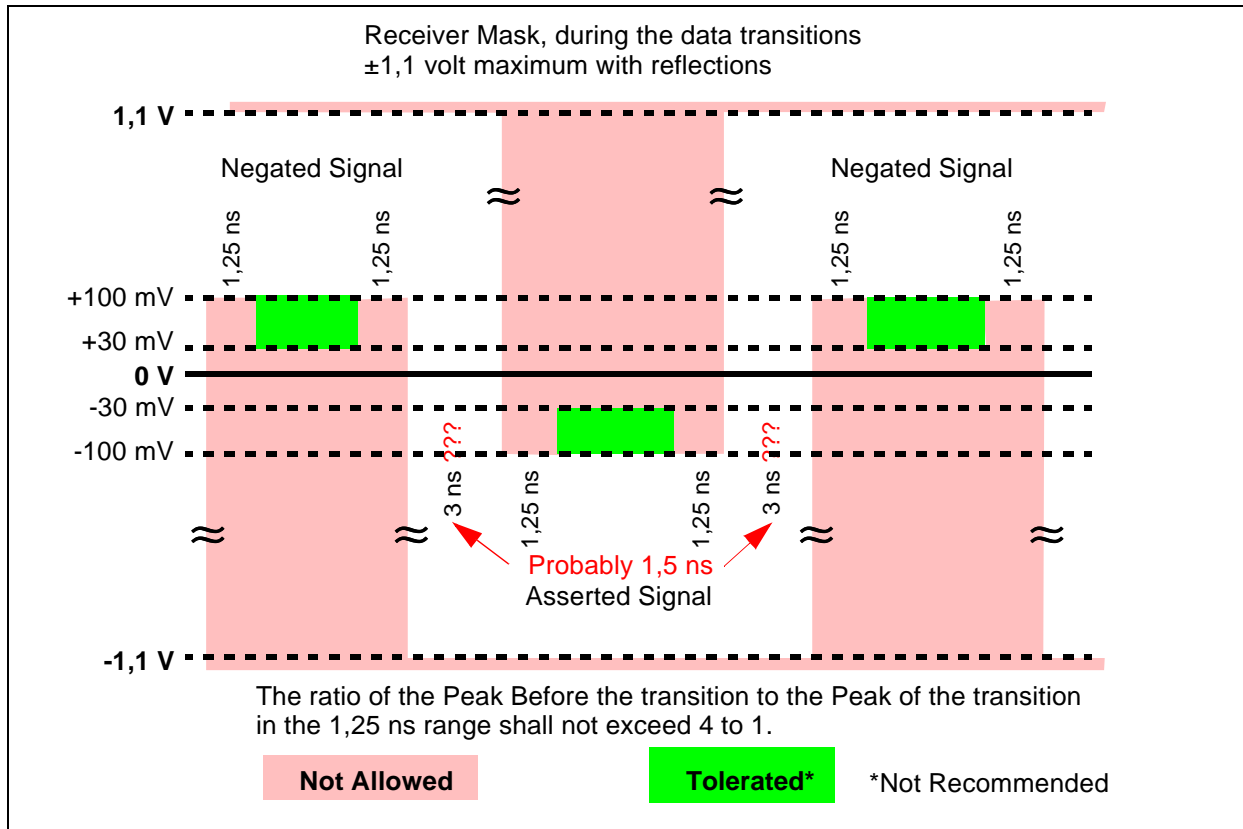 Receiver Mask, during the data transitions
±1,1 volt maximum with reflections
1,1 V
Negated Signal
Negated Signal
1,25 ns
1,25 ns
1,25 ns
1,25 ns
+100 mV
+30 mV
0 V
-30 mV
-100 mV
3 ns ???
1,25 ns
1,25 ns
3 ns ???
Probably 1,5 ns
Asserted Signal
-1,1 V
The ratio of the Peak Before the transition to the Peak of the transition
in the 1,25 ns range shall not exceed 4 to 1.
Not Allowed
Tolerated*
*Not Recommended